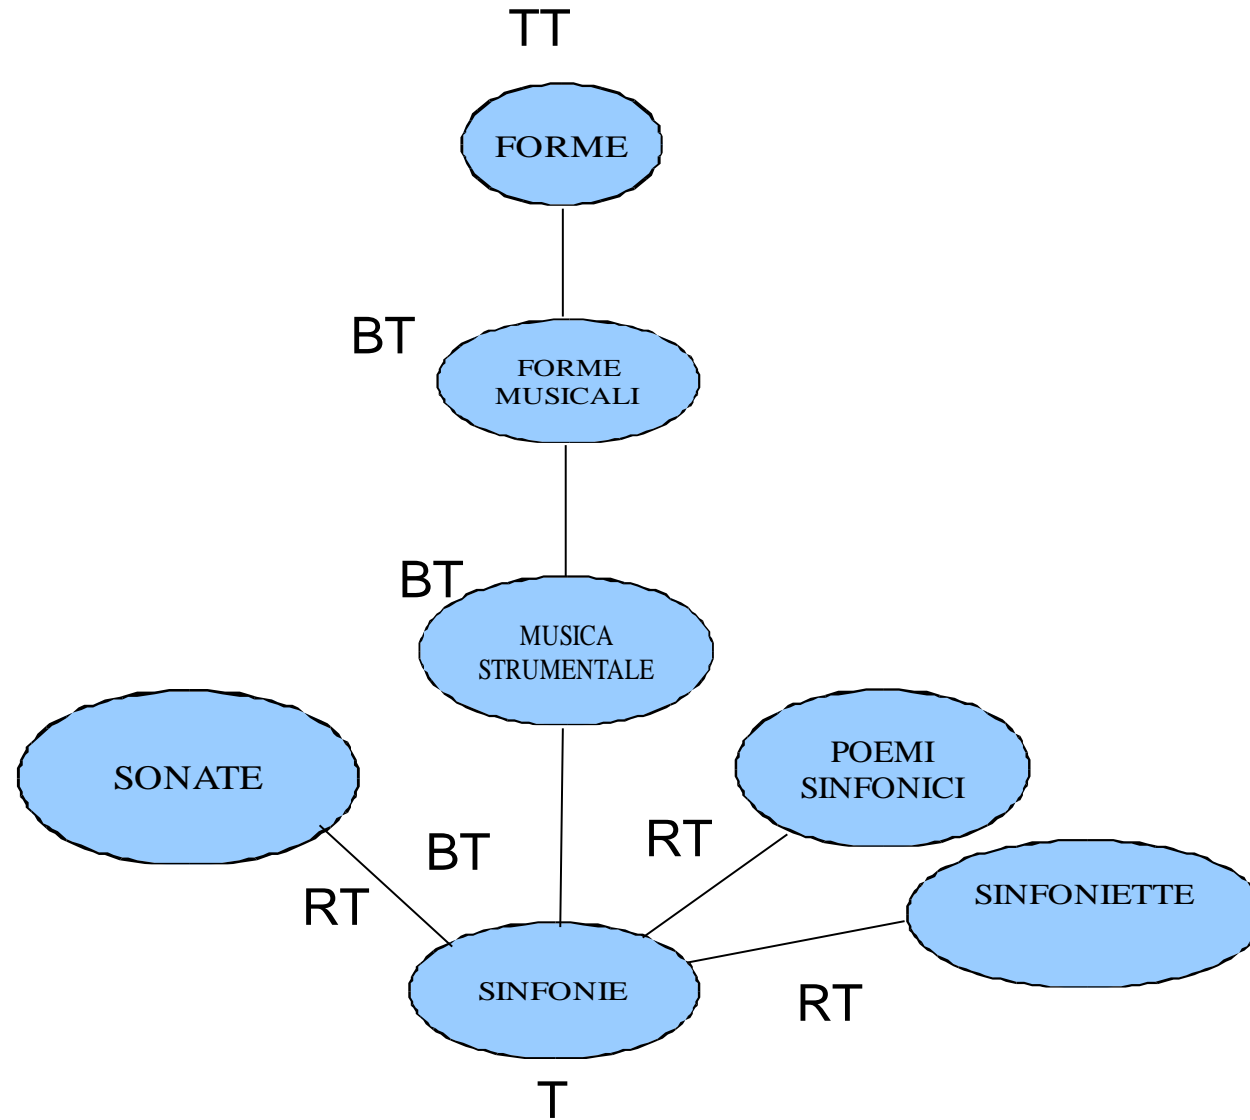 TT
FORME
BT
FORME
MUSICALI
BT
MUSICA
STRUMENTALE
SONATE
POEMI
SINFONICI
BT
RT
RT
SINFONIETTE
SINFONIE
RT
T